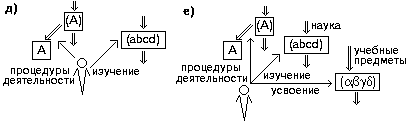 д)
(A)
A
(abcd)
процедуры
деятельности
изучение
е)
(A)
A
наука
(abcd)
процедуры
деятельности
изучение
усвоение
учебные
предметы
(αβγδ)